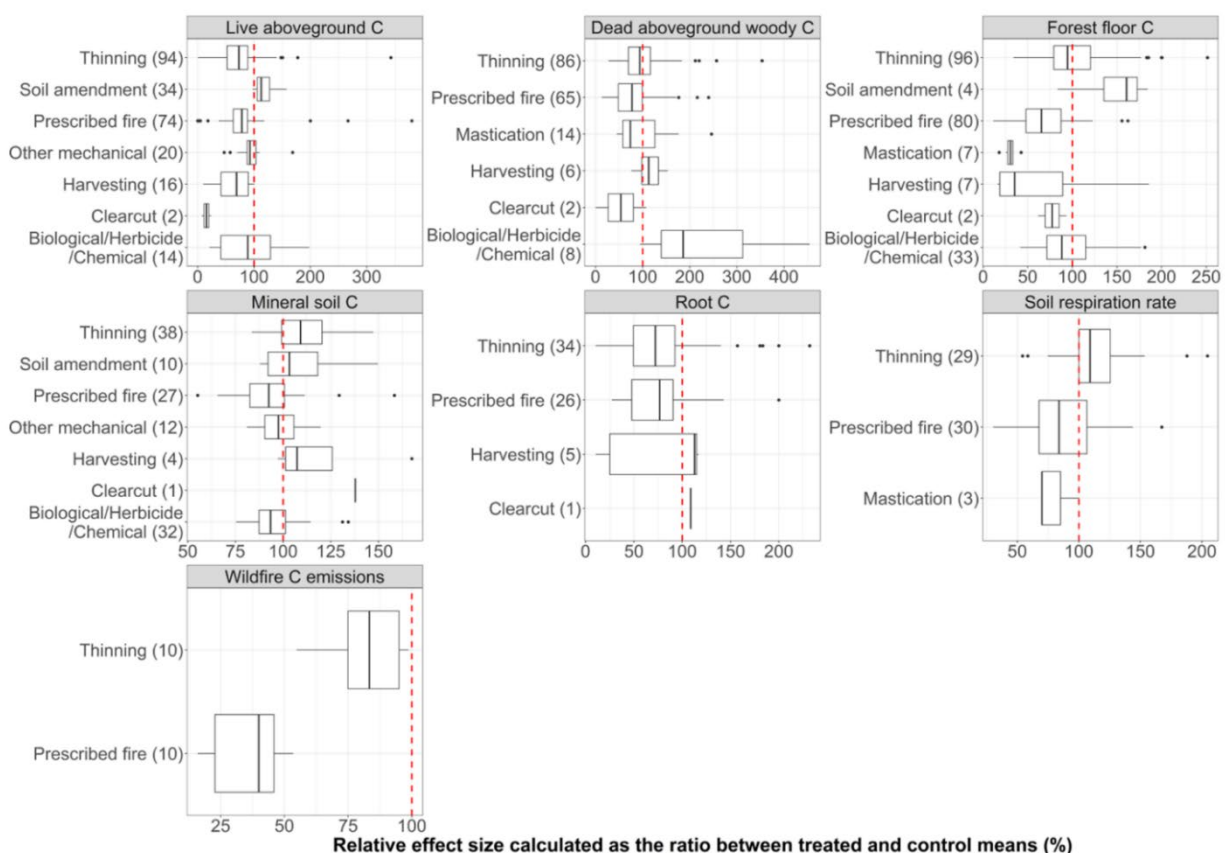 Live aboveground C
Thinning (94)
Soil amendment (34)
Prescribed fire (74)
Other mechanical (20)
Harvesting (16)
Clearcut (2)
Biological/Herbicide
/Chemical (14)
0 100 200 300
Dead aboveground woody C
Thinning (86)
Prescribed fire (65)
Mastication (14)
Harvesting (6)
Clearcut (2)
Biological/Herbicide
/Chemical (8)
0 100 200 300 400
Forest floor C
Thinning (96)
Soil amendment (4)
Prescribed fire (80)
Mastication (7)
Harvesting (7)
Clearcut (2)
Biological/Herbicide
/Chemical (33)
0 50 100 150 200 250
Mineral soil C
Thinning (38)
Soil amendment (10)
Prescribed fire (27)
Other mechanical (12)
Harvesting (4)
Clearcut (1)
Biological/Herbicide
/Chemical (32)
50 75 100 125 150
Root C
Thinning (34)
Prescribed fire (26)
Harvesting (5)
Clearcut (1)
0 50 100 150 200
Soil respiration rate
Thinning (29)
Prescribed fire (30)
Mastication (3)
50 100 150 200
Wildfire C emissions
Thinning (10)
Prescribed fire (10)
25 50 75 100
Relative effect size calculated as the ratio between treated and control means (%)